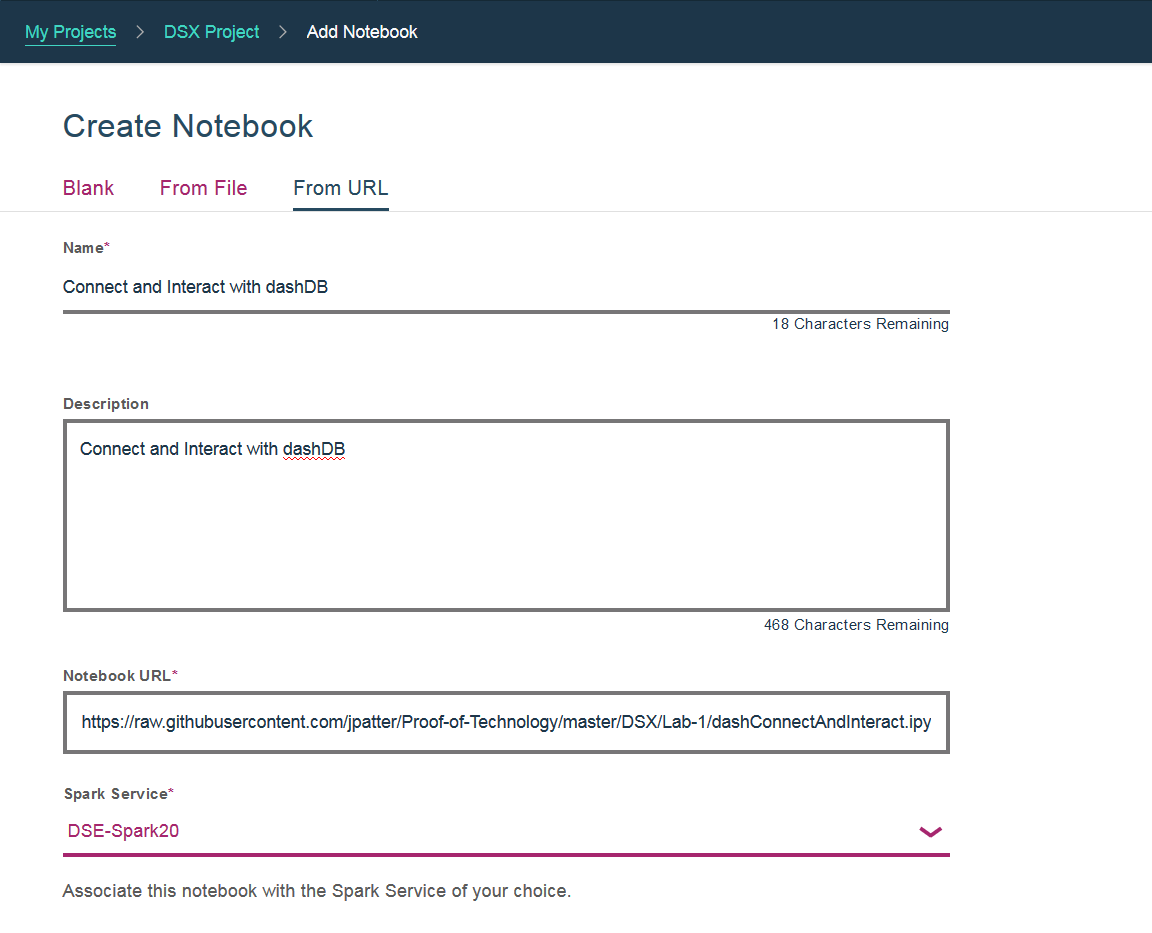 My Projects > DSX Project > Add Notebook
Create Notebook
Blank From File From URL
Name*
Connect and Interact with dashDB
18 Characters Remaining
Description
Connect and Interact with dashDB
468 Characters Remaining
Notebook URL*
https://raw.githubusercontent.com/jpatter/Proof-of-Technology/master/DSX/Lab-1/dashConnectAndInteract.ipy
Spark Service*
DSE-Spark20
Associate this notebook with the Spark Service of your choice.